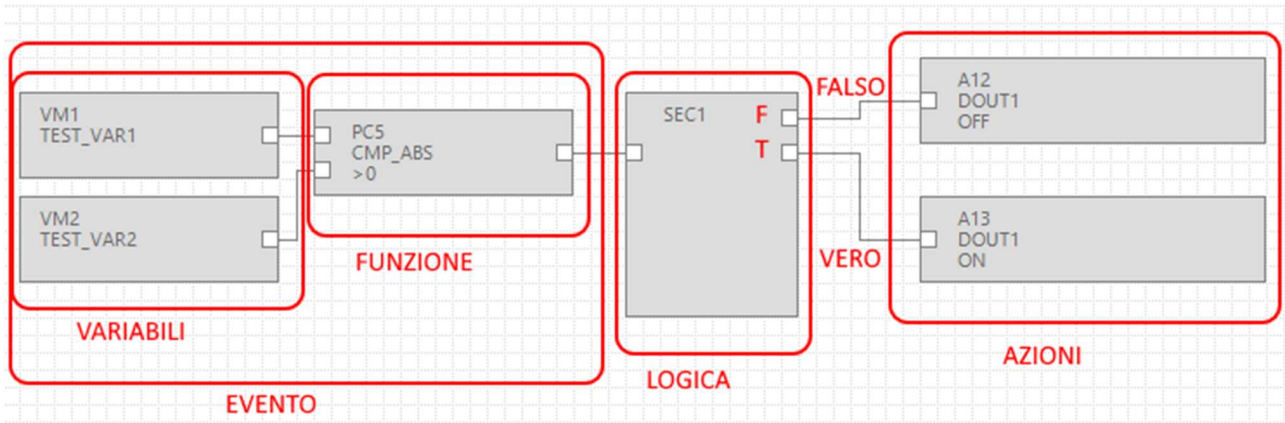 VM1
TEST_VAR1
VM2
TEST_VAR2
VARIABILI
PC5
CMP_ABS
>0
FUNZIONE
EVENTO
SEC1
F
T
LOGICA
FALSO
VERO
A12
DOUT1
OFF
A13
DOUT1
ON
AZIONI